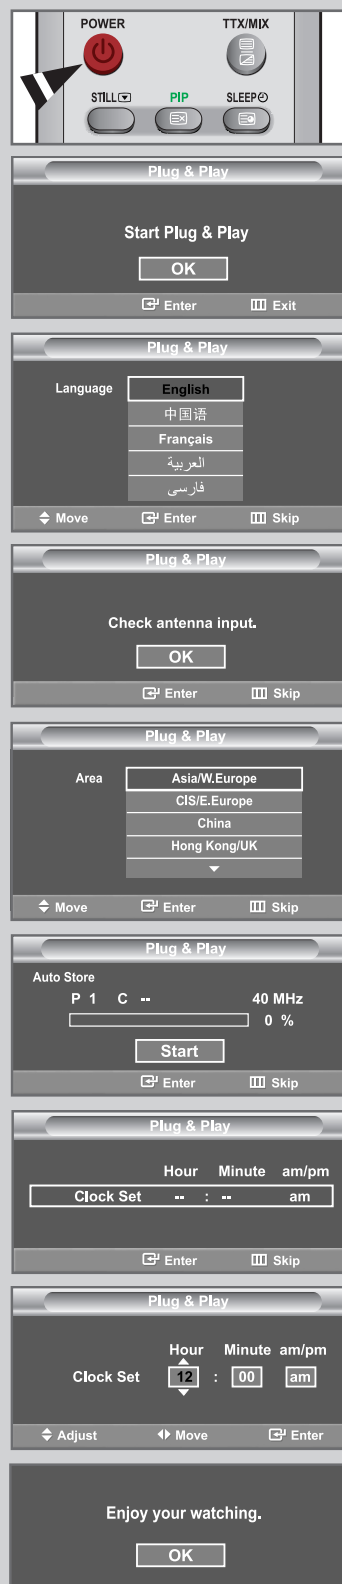 POWER TTX/MIX
STILL PIP SLEEP
Plug & Play
Start Plug & Play
OK
Enter Exit
Plug & Play
Language English
中国语
Français
العربية
فارسی
Move Enter Skip
Plug & Play
Check antenna input.
OK
Enter Skip
Plug & Play
Area Asia/W.Europe
CIS/E.Europe
China
Hong Kong/UK
Move Enter Skip
Plug & Play
Auto Store
P 1 C -- 40 MHz
0 %
Start
Enter Skip
Plug & Play
Hour Minute am/pm
Clock Set -- : -- am
Enter Skip
Plug & Play
Hour Minute am/pm
Clock Set 12 : 00 am
Adjust Move Enter
Enjoy your watching.
OK